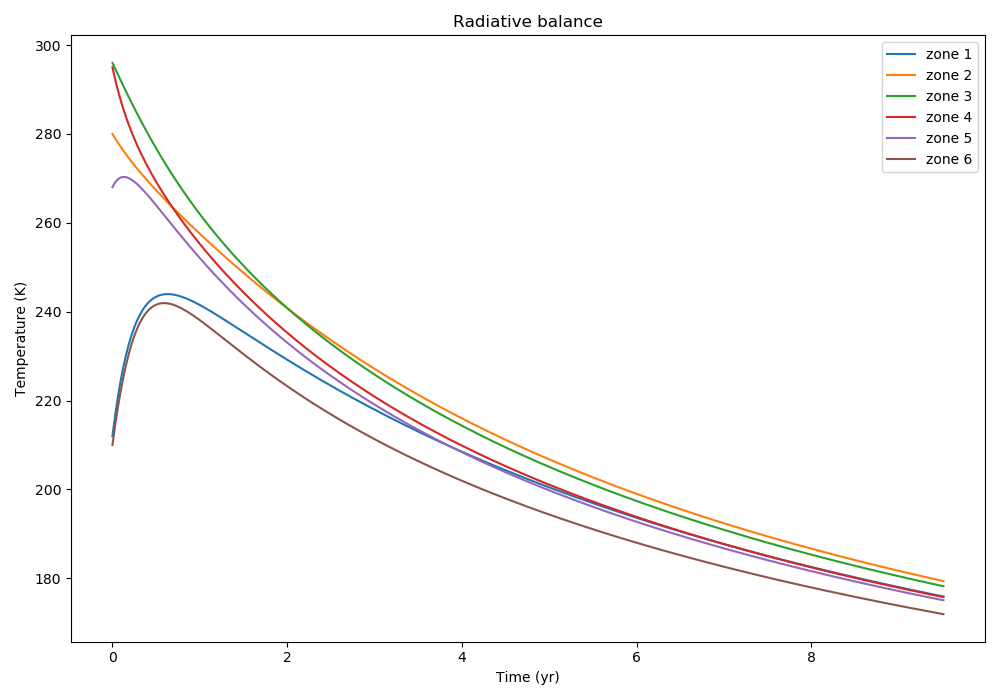 Radiative balance
300
280
260
240
220
200
180
Temperature (K)
0 2 4 6 8
Time (yr)
zone 1
zone 2
zone 3
zone 4
zone 5
zone 6